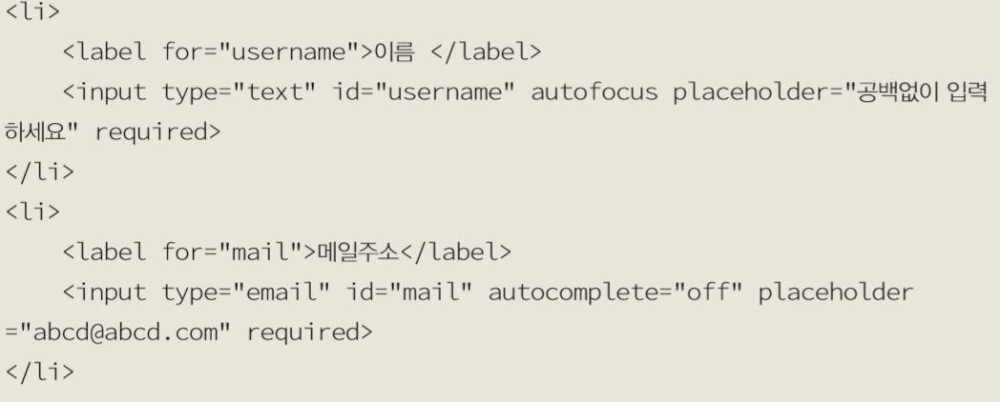 <li>
    <label for="username">이름 </label>
    <input type="text" id="username" autofocus placeholder="공백없이 입력
하세요" required>
</li>
<li>
    <label for="mail">메일주소</label>
    <input type="email" id="mail" autocomplete="off" placeholder
="abcd@abcd.com" required>
</li>